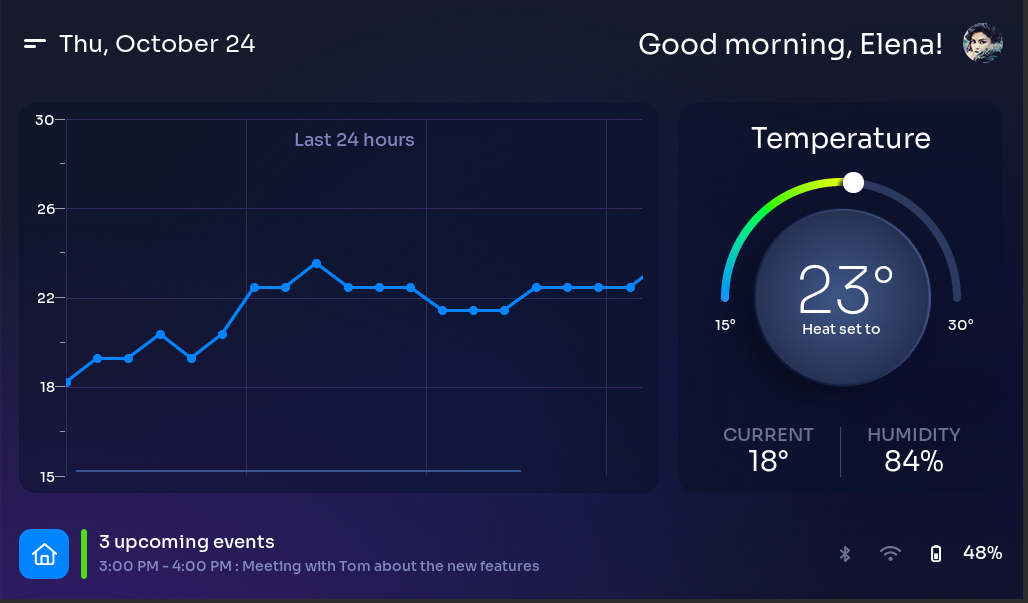 Thu, October 24
Good morning, Elena!
30
26
22
18
15
Last 24 hours
Temperature
23°
Heat set to
15°
30°
CURRENT
18°
HUMIDITY
84%
3 upcoming events
3:00 PM - 4:00 PM : Meeting with Tom about the new features
48%